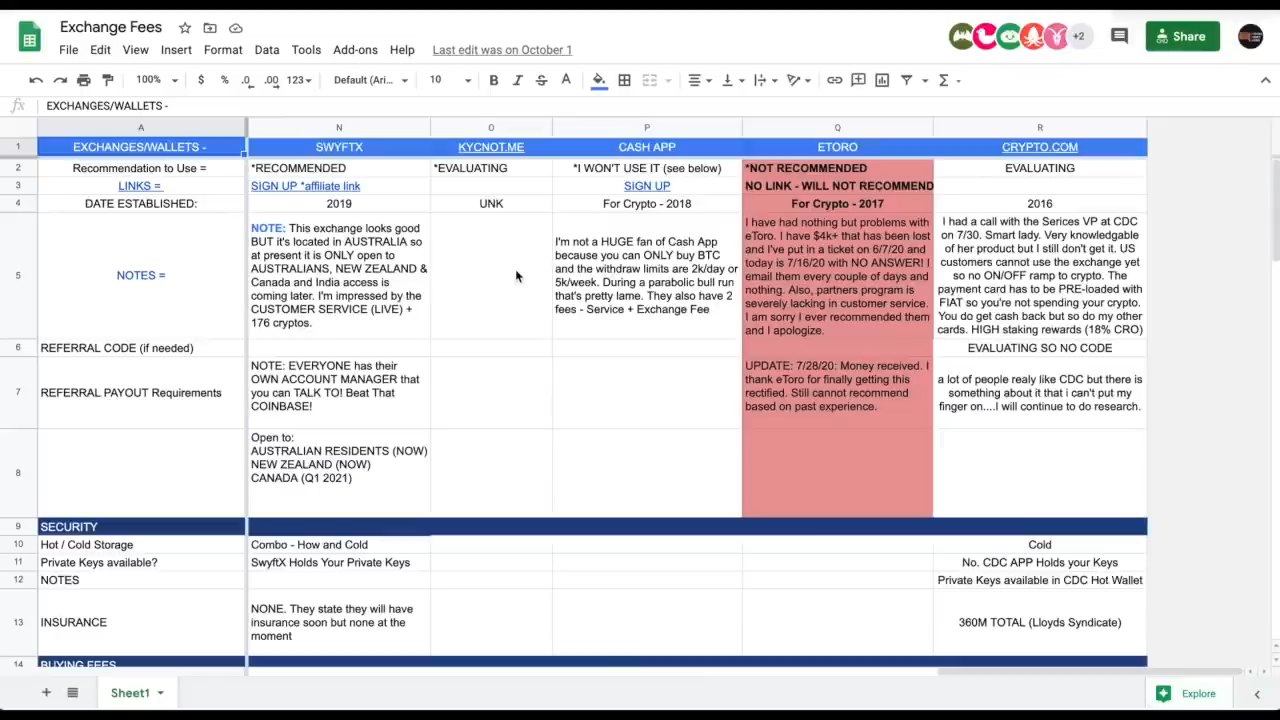 Exchange Fees
File Edit View Insert Format Data Tools Add-ons Help Last edit was on October 1
+2
Share
100% $ % .0 .00 123 Default (Ari... 10 B I S A
fx EXCHANGES/WALLETS -
A N O P Q R
1 EXCHANGES/WALLETS - SWYFTX KYCNOT.ME CASH APP ETORO CRYPTO.COM
2 Recommendation to Use = *RECOMMENDED *EVALUATING *I WON'T USE IT (see below) *NOT RECOMMENDED EVALUATING
3 LINKS = SIGN UP *affiliate link SIGN UP NO LINK - WILL NOT RECOMMEND
4 DATE ESTABLISHED: 2019 UNK For Crypto - 2018 For Crypto - 2017 2016
5 NOTES =
NOTE: This exchange looks good
BUT it's located in AUSTRALIA so
at present it is ONLY open to
AUSTRALIANS, NEW ZEALAND &
Canada and India access is
coming later. I'm impressed by the
CUSTOMER SERVICE (LIVE) +
176 cryptos.
I'm not a HUGE fan of Cash App
because you can ONLY buy BTC
and the withdraw limits are 2k/day or
5k/week. During a parabolic bull run
that's pretty lame. They also have 2
fees - Service + Exchange Fee
I have had nothing but problems with
eToro. I have $4k+ that has been lost
and I've put in a ticket on 6/7/20 and
today is 7/16/20 with NO ANSWER! I
email them every couple of days and
nothing. Also, partners program is
severely lacking in customer service.
I am sorry I ever recommended them
and I apologize.
I had a call with the Serices VP at CDC
on 7/30. Smart lady. Very knowledgable
of her product but I still don't get it. US
customers cannot use the exchange yet
so no ON/OFF ramp to crypto. The
payment card has to be PRE-loaded with
FIAT so you're not spending your crypto.
You do get cash back but so do my other
cards. HIGH staking rewards (18% CRO)
6 REFERRAL CODE (if needed) EVALUATING SO NO CODE
7 REFERRAL PAYOUT Requirements
NOTE: EVERYONE has their
OWN ACCOUNT MANAGER that
you can TALK TO! Beat That
COINBASE!
UPDATE: 7/28/20: Money received. I
thank eToro for finally getting this
rectified. Still cannot recommend
based on past experience.
a lot of people realy like CDC but there is
something about it that i can't put my
finger on....I will continue to do research.
8
Open to:
AUSTRALIAN RESIDENTS (NOW)
NEW ZEALAND (NOW)
CANADA (Q1 2021)
9 SECURITY
10 Hot / Cold Storage Combo - How and Cold Cold
11 Private Keys available? SwyftX Holds Your Private Keys No. CDC APP Holds your Keys
12 NOTES Private Keys available in CDC Hot Wallet
13 INSURANCE
NONE. They state they will have
insurance soon but none at the
moment
360M TOTAL (Lloyds Syndicate)
14 BUYING FEES
Sheet1
Explore